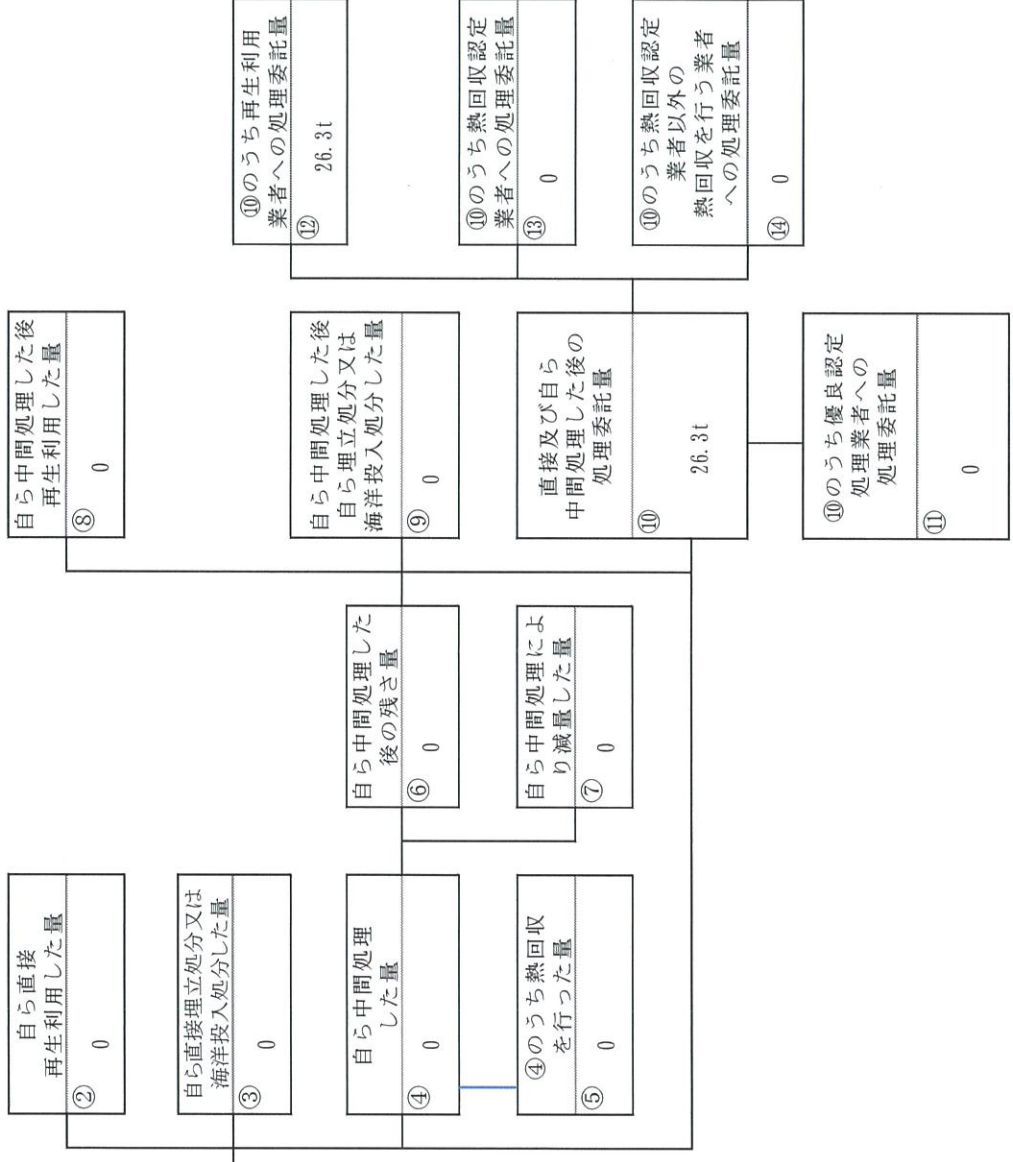 自ら直接
再生利用した量
②
0
自ら直接埋立処分又は
海洋投入処分した量
③
0
自ら中間処理
した量
④
0
④のうち熱回収
を行った量
⑤
0
自ら中間処理した
後の残さ量
⑥
0
自ら中間処理によ
り減量した量
⑦
0
自ら中間処理した後
再生利用した量
⑧
0
自ら中間処理した後
自ら埋立処分又は
海洋投入処分した量
⑨
0
直接及び自ら
中間処理した後の
処理委託量
⑩
26.3t
⑩のうち優良認定
処理業者への
処理委託量
⑪
0
⑩のうち再生利用
業者への処理委託量
⑫
26.3t
⑩のうち熱回収認定
業者への処理委託量
⑬
0
⑩のうち熱回収認定
業者以外の
熱回収を行う業者
への処理委託量
⑭
0